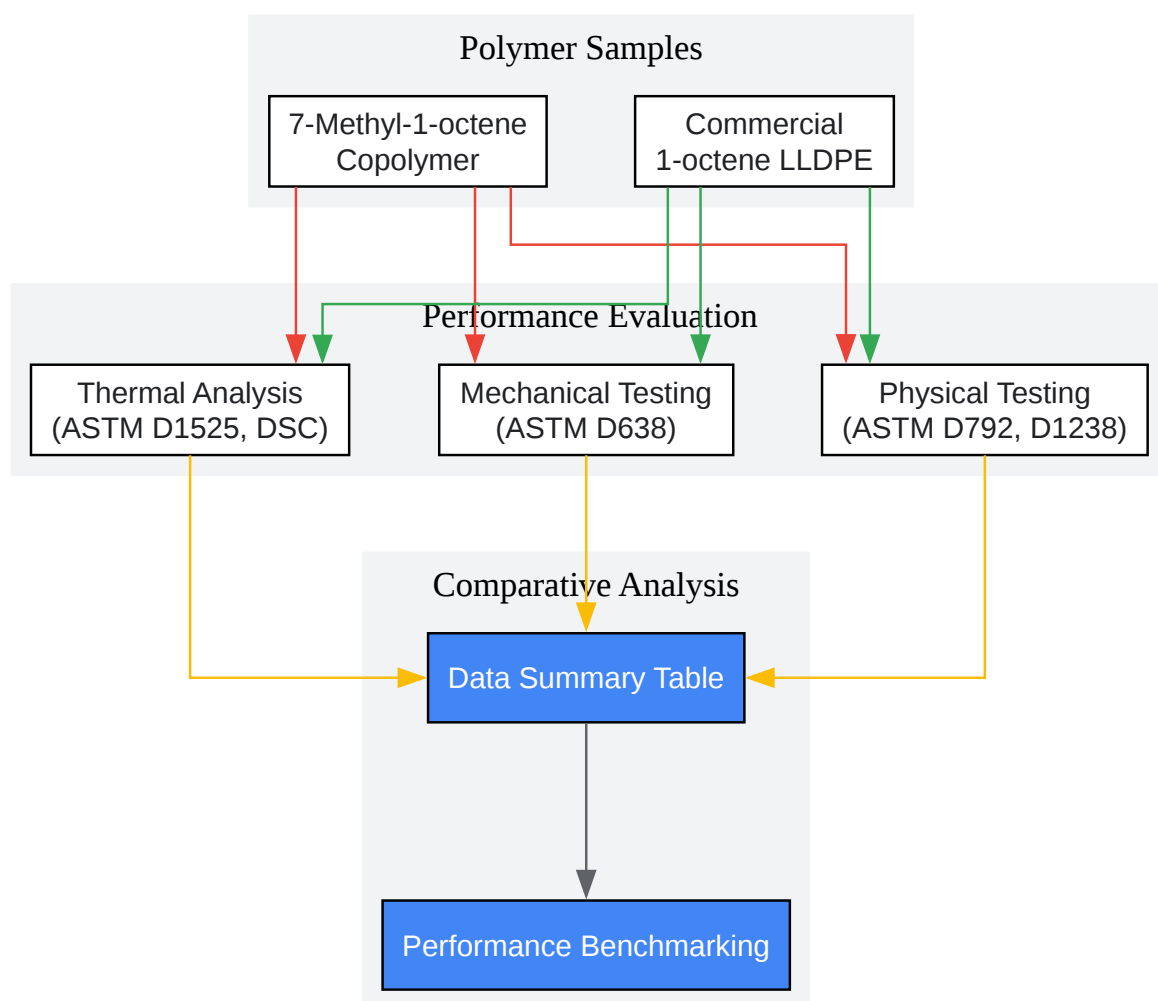 Polymer Samples
7-Methyl-1-octene
Copolymer
Commercial
1-octene LLDPE
Performance Evaluation
Thermal Analysis
(ASTM D1525, DSC)
Mechanical Testing
(ASTM D638)
Physical Testing
(ASTM D792, D1238)
Comparative Analysis
Data Summary Table
Performance Benchmarking